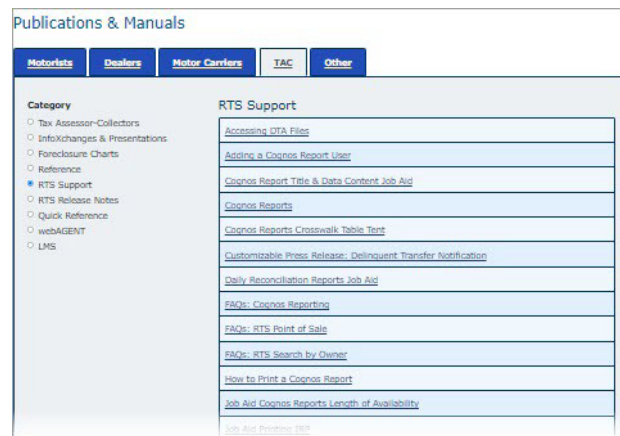 Publications & Manuals
Motorists
Dealers
Motor Carriers
TAC
Other
Category
Tax Assessor-Collectors
InfoXchanges & Presentations
Foreclosure Charts
Reference
RTS Support
RTS Release Notes
Quick Reference
webAGENT
LMS
RTS Support
Accessing DTA Files
Adding a Cognos Report User
Cognos Report Title & Data Content Job Aid
Cognos Reports
Cognos Reports Crosswalk Table Tent
Customizable Press Release: Delinquent Transfer Notification
Daily Reconciliation Reports Job Aid
FAQs: Cognos Reporting
FAQs: RTS Point of Sale
FAQs: RTS Search by Owner
How to Print a Cognos Report
Job Aid Cognos Reports Length of Availability
Job Aid Printing IRP